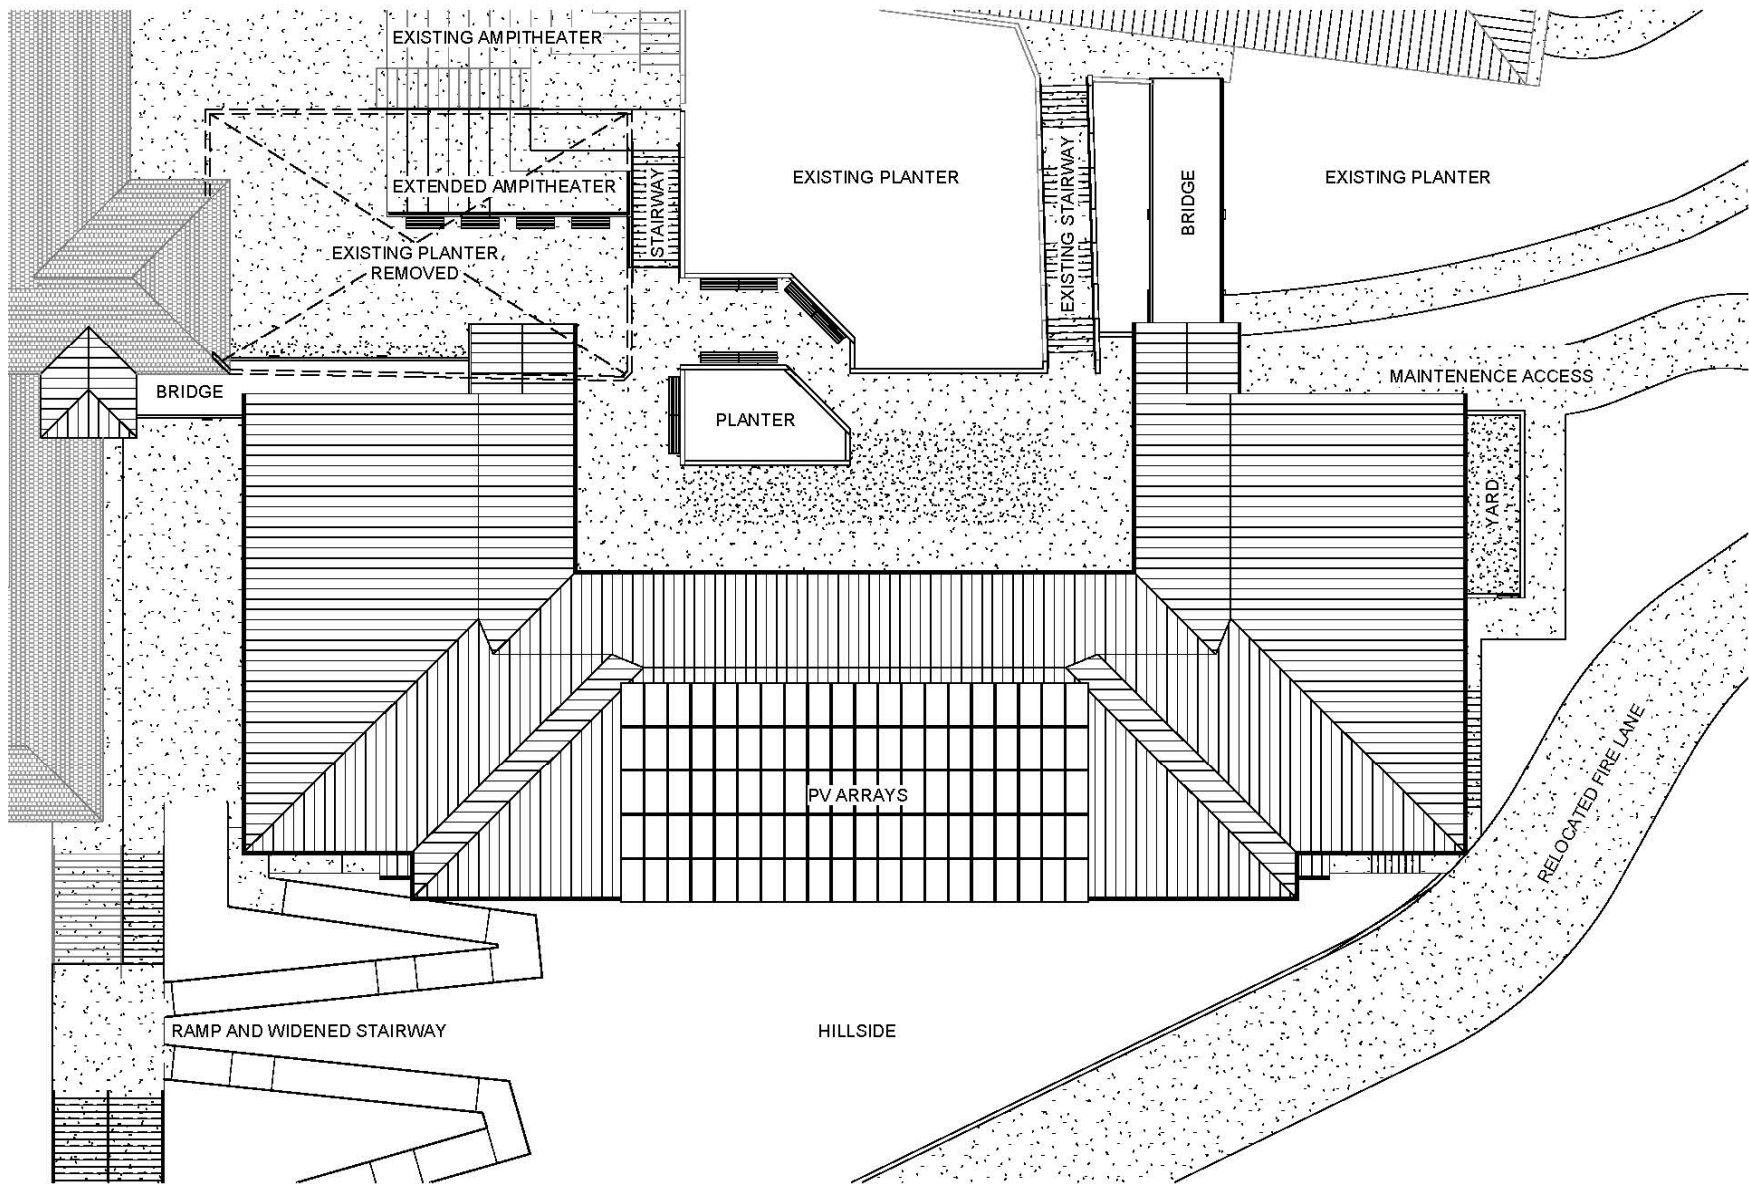 EXISTING AMPITHEATER
EXISTING PLANTER
EXISTING PLANTER
EXTENDED AMPITHEATER
STAIRWAY
EXISTING STAIRWAY
BRIDGE
EXISTING PLANTER
REMOVED
BRIDGE
MAINTENENCE ACCESS
PLANTER
YARD
PV ARRAYS
RELOCATED FIRE LANE
RAMP AND WIDENED STAIRWAY
HILLSIDE